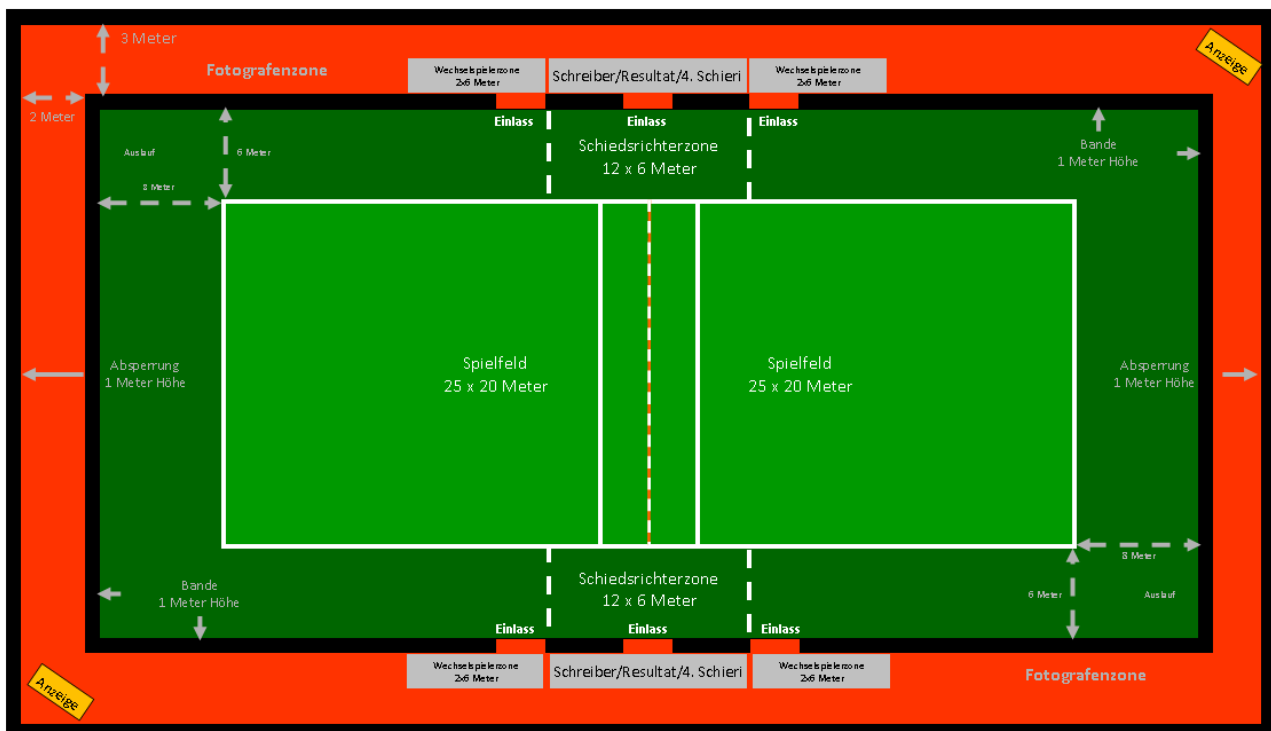 3 Meter
Anzeige
Fotografenzone
Wechselspielerzone
2x6 Meter
Schreiber/Resultat/4. Schieri
Wechselspielerzone
2x6 Meter
2 Meter
Einlass
Einlass
Einlass
Auslauf
6 Meter
Schiedsrichterzone
12 x 6 Meter
Bande
1 Meter Höhe
8 Meter
Absperrung
1 Meter Höhe
Spielfeld
25 x 20 Meter
Spielfeld
25 x 20 Meter
Absperrung
1 Meter Höhe
8 Meter
Bande
1 Meter Höhe
Schiedsrichterzone
12 x 6 Meter
6 Meter
Auslauf
Einlass
Einlass
Einlass
Wechselspielerzone
2x6 Meter
Schreiber/Resultat/4. Schieri
Wechselspielerzone
2x6 Meter
Fotografenzone
Anzeige